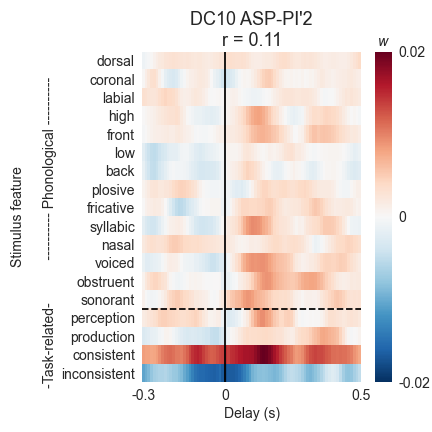 DC10 ASP-PI'2
r = 0.11
w
dorsal
coronal
labial
high
front
low
back
plosive
fricative
syllabic
nasal
voiced
obstruent
sonorant
perception
production
consistent
inconsistent
Stimulus feature
-Task-related- ----------- Phonological -----------
0.02
0
-0.02
-0.3
0
0.5
Delay (s)